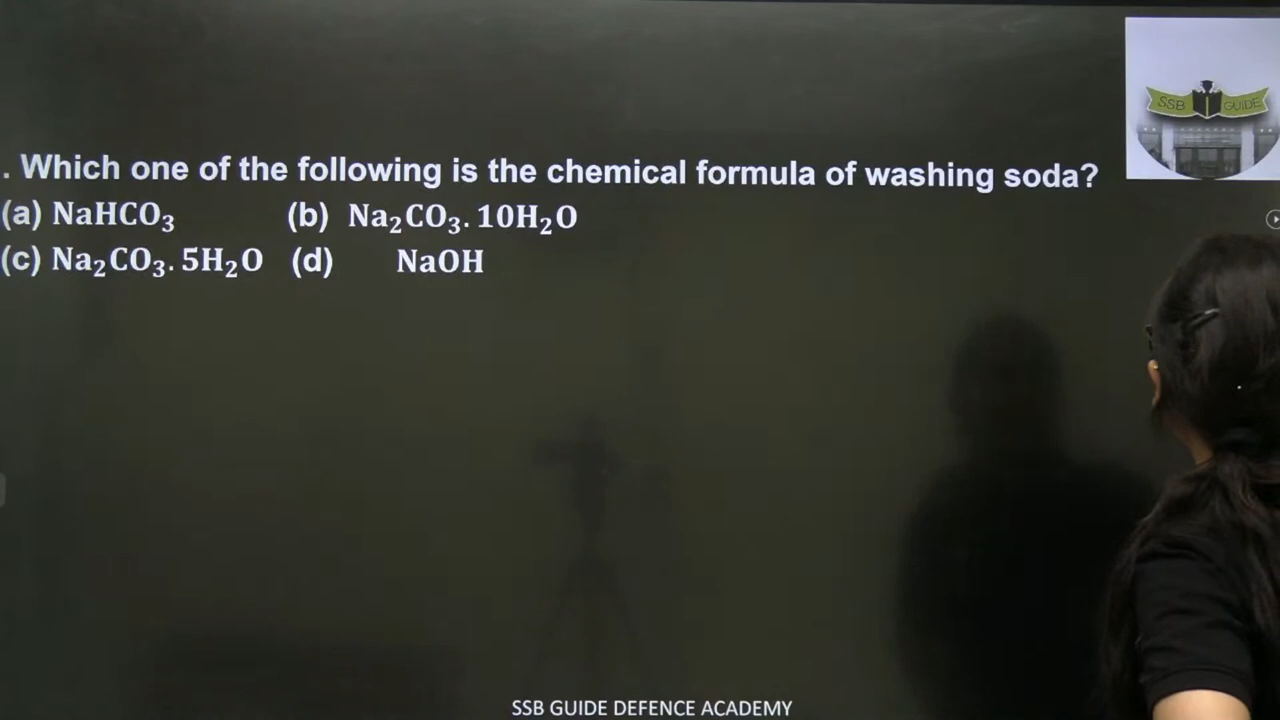 SSB GUIDE
. Which one of the following is the chemical formula of washing soda?
(a) NaHCO₃ (b) Na₂CO₃. 10H₂O
(c) Na₂CO₃. 5H₂O (d) NaOH
SSB GUIDE DEFENCE ACADEMY